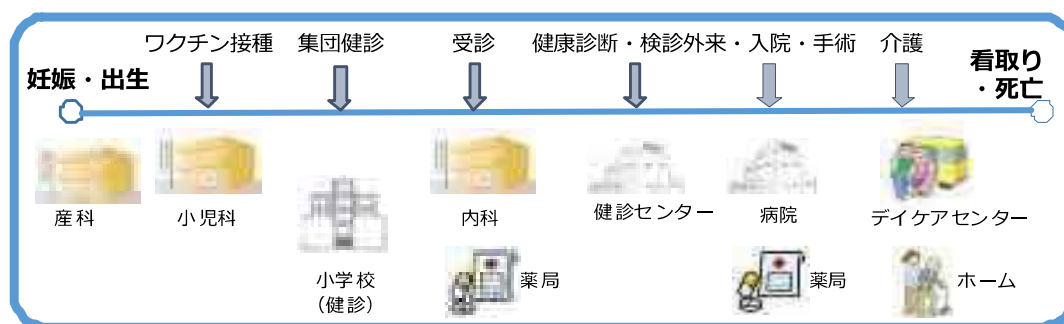 ワクチン接種
集団健診
受診
健康診断・検診外来・入院・手術
介護
妊娠・出生
看取り
・死亡
産科
小児科
小学校
（健診）
内科
薬局
健診センター
病院
薬局
デイケアセンター
ホーム